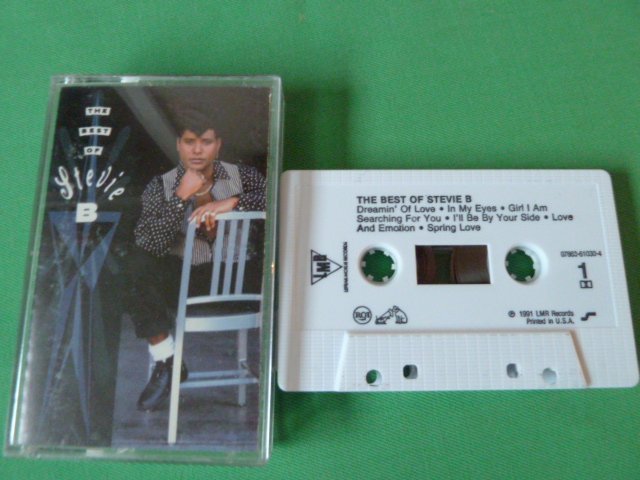 THE
BEST
OF
Stevie
B
THE BEST OF STEVIE B
Dreamin' Of Love • In My Eyes • Girl I Am
Searching For You • I'll Be By Your Side • Love
And Emotion • Spring Love
LMR
RCA
07863-61030-4
1
℗ 1991 LMR Records
Printed in U.S.A.